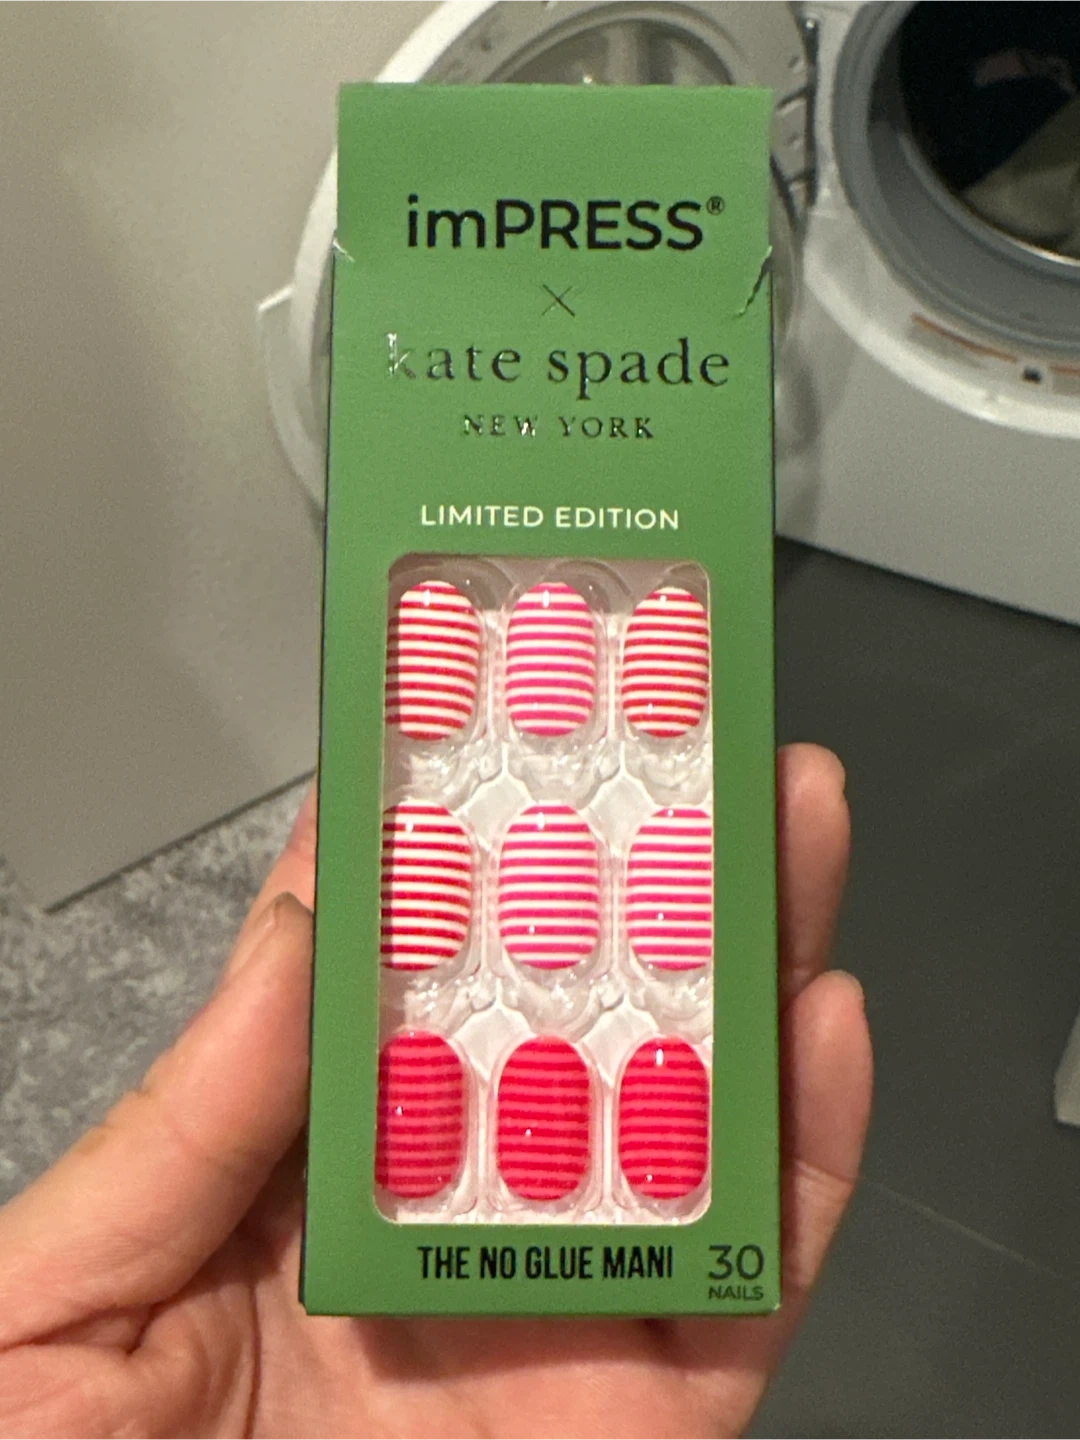 imPRESS®
×
kate spade
NEW YORK
LIMITED EDITION
THE NO GLUE MANI
30
NAILS